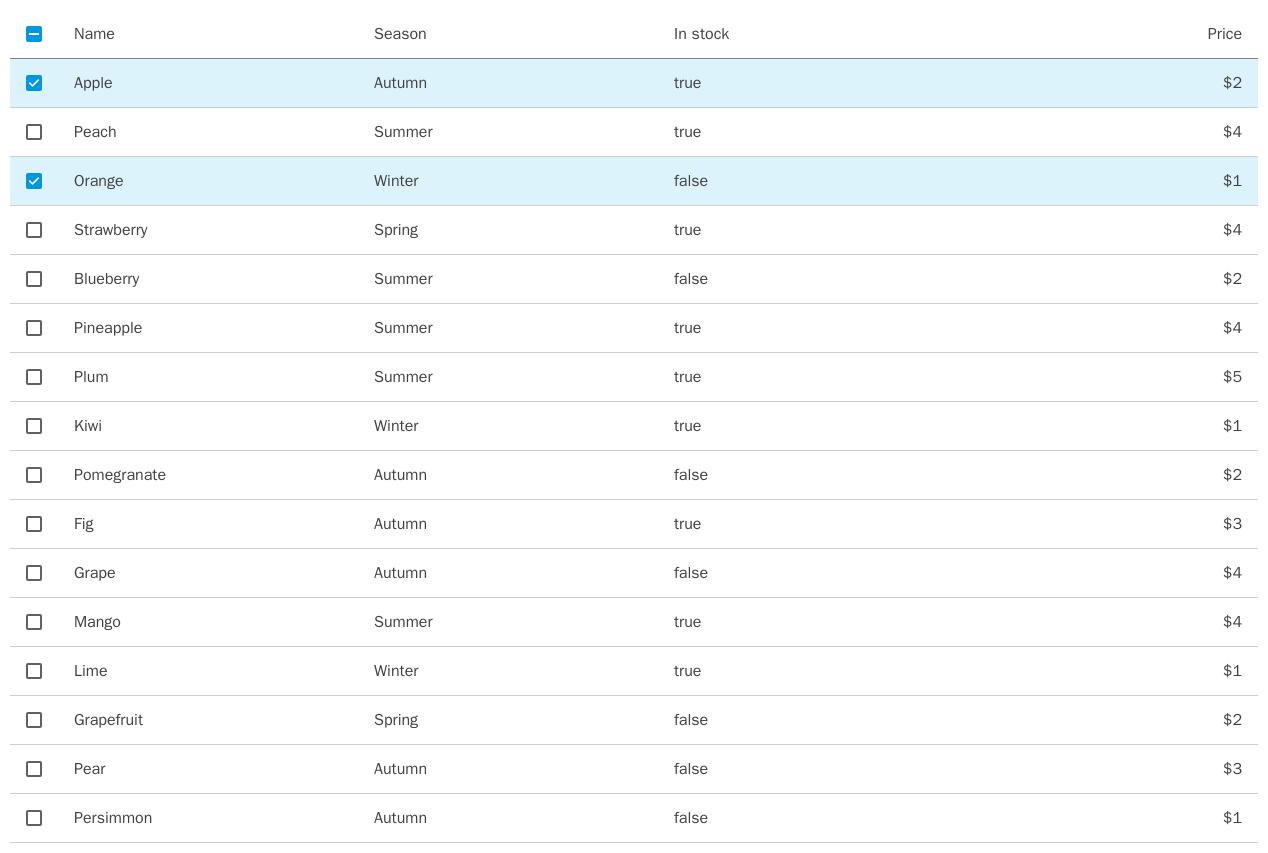 Name Season In stock Price
Apple Autumn true $2
Peach Summer true $4
Orange Winter false $1
Strawberry Spring true $4
Blueberry Summer false $2
Pineapple Summer true $4
Plum Summer true $5
Kiwi Winter true $1
Pomegranate Autumn false $2
Fig Autumn true $3
Grape Autumn false $4
Mango Summer true $4
Lime Winter true $1
Grapefruit Spring false $2
Pear Autumn false $3
Persimmon Autumn false $1